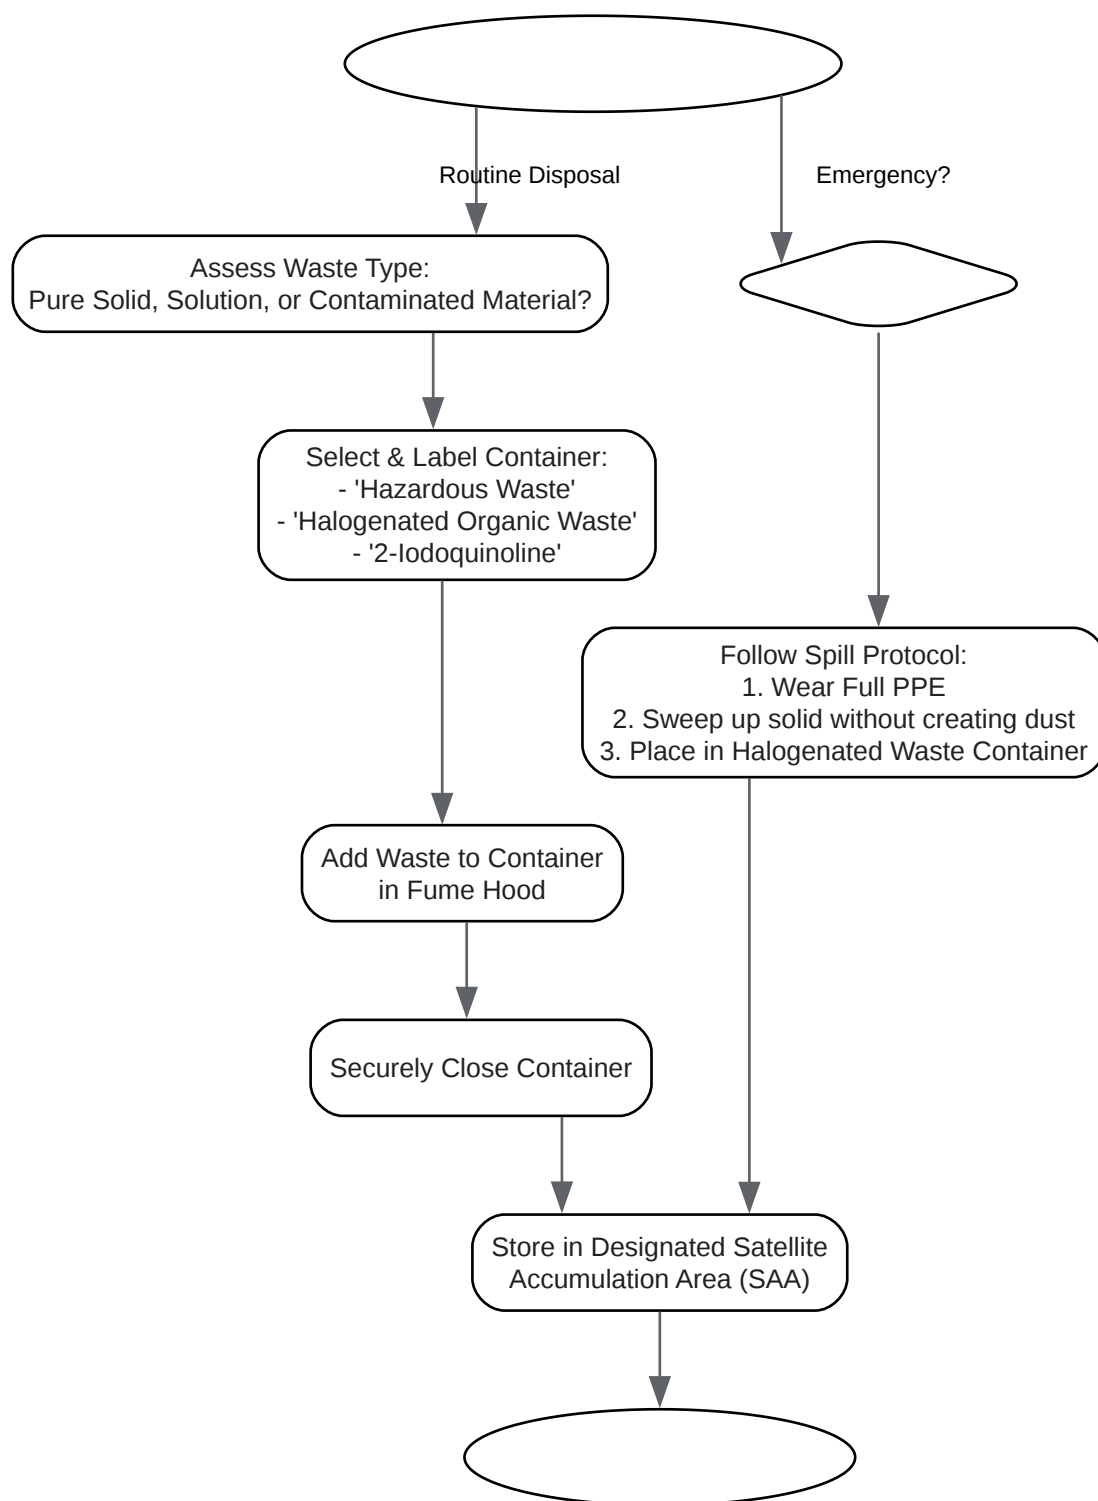 Routine Disposal
Emergency?
Assess Waste Type:
Pure Solid, Solution, or Contaminated Material?
Select & Label Container:
- 'Hazardous Waste'
- 'Halogenated Organic Waste'
- '2-Iodoquinoline'
Follow Spill Protocol:
1. Wear Full PPE
2. Sweep up solid without creating dust
3. Place in Halogenated Waste Container
Add Waste to Container
in Fume Hood
Securely Close Container
Store in Designated Satellite
Accumulation Area (SAA)